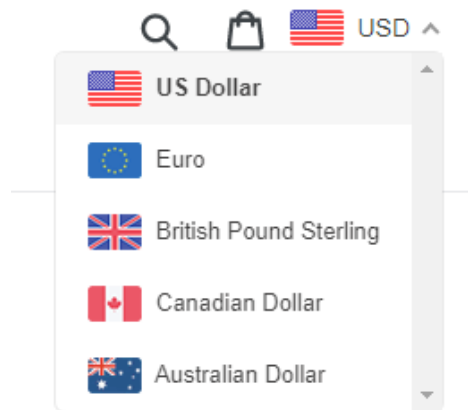 USD
US Dollar
Euro
British Pound Sterling
Canadian Dollar
Australian Dollar